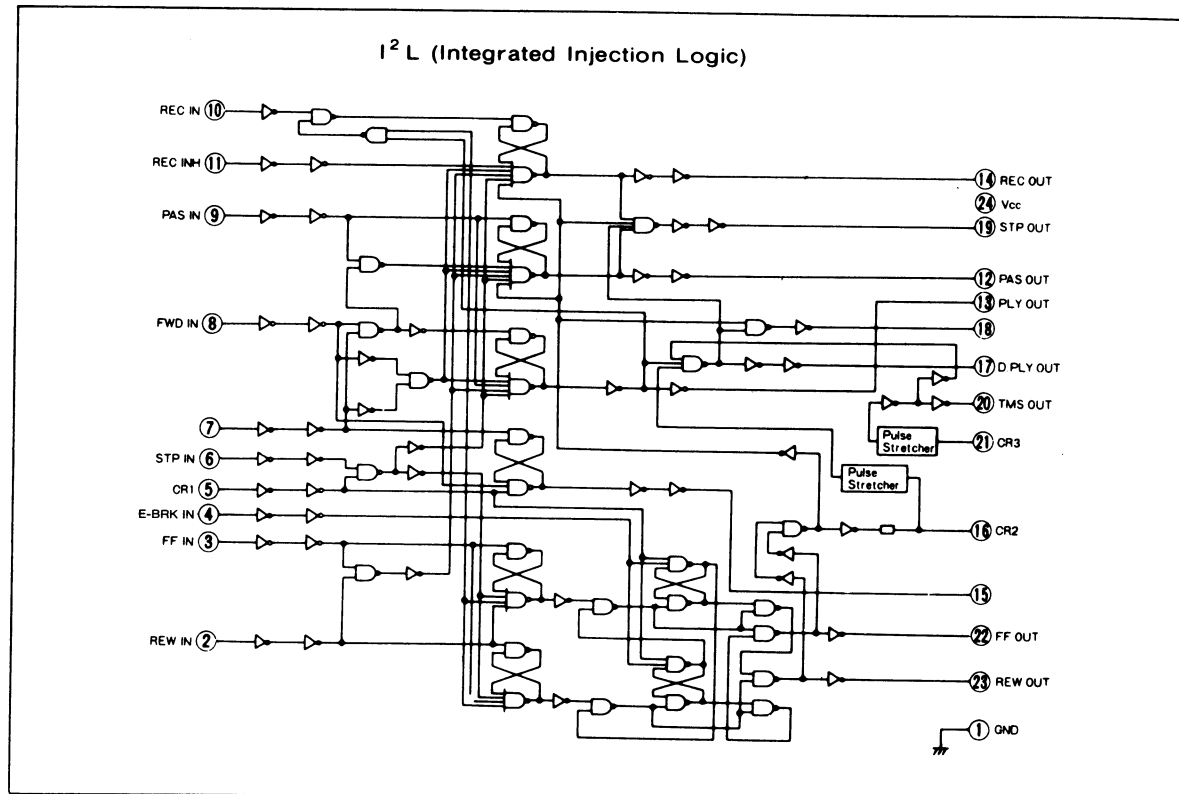 I² L (Integrated Injection Logic)
REC IN 10
REC INH 11
PAS IN 9
FWD IN 8
7
STP IN 6
CR1 5
E-BRK IN 4
FF IN 3
REW IN 2
14 REC OUT
24 Vcc
19 STP OUT
12 PAS OUT
13 PLY OUT
18
17 D PLY OUT
20 TMS OUT
Pulse
Stretcher
21 CR3
Pulse
Stretcher
16 CR2
15
22 FF OUT
23 REW OUT
1 GND